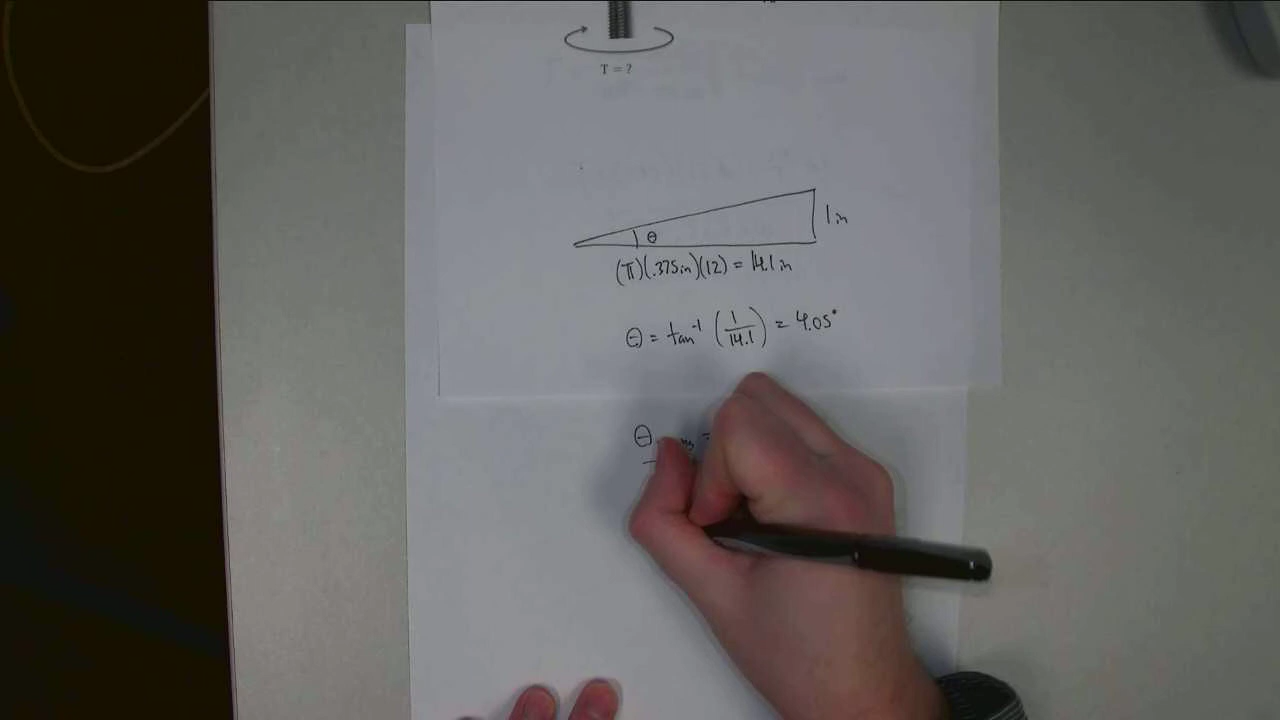 T = ?
1 in
θ
(π)(.375in)(12) = 14.1 in
θ = tan⁻¹ (1/14.1) = 4.05°
θ